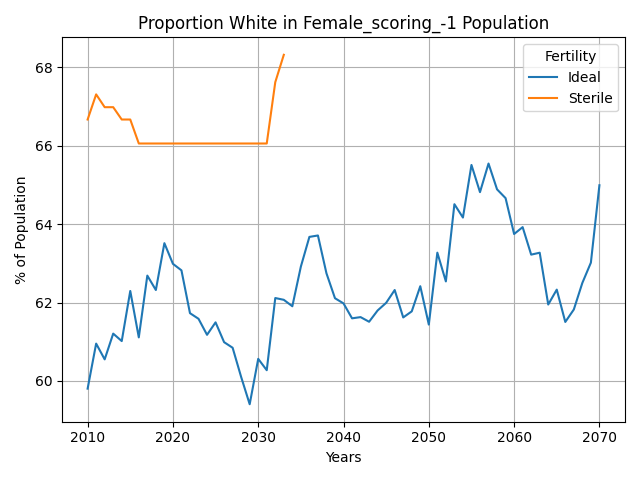 Proportion White in Female_scoring_-1 Population
Fertility
Ideal
Sterile
% of Population
68
66
64
62
60
2010 2020 2030 2040 2050 2060 2070
Years